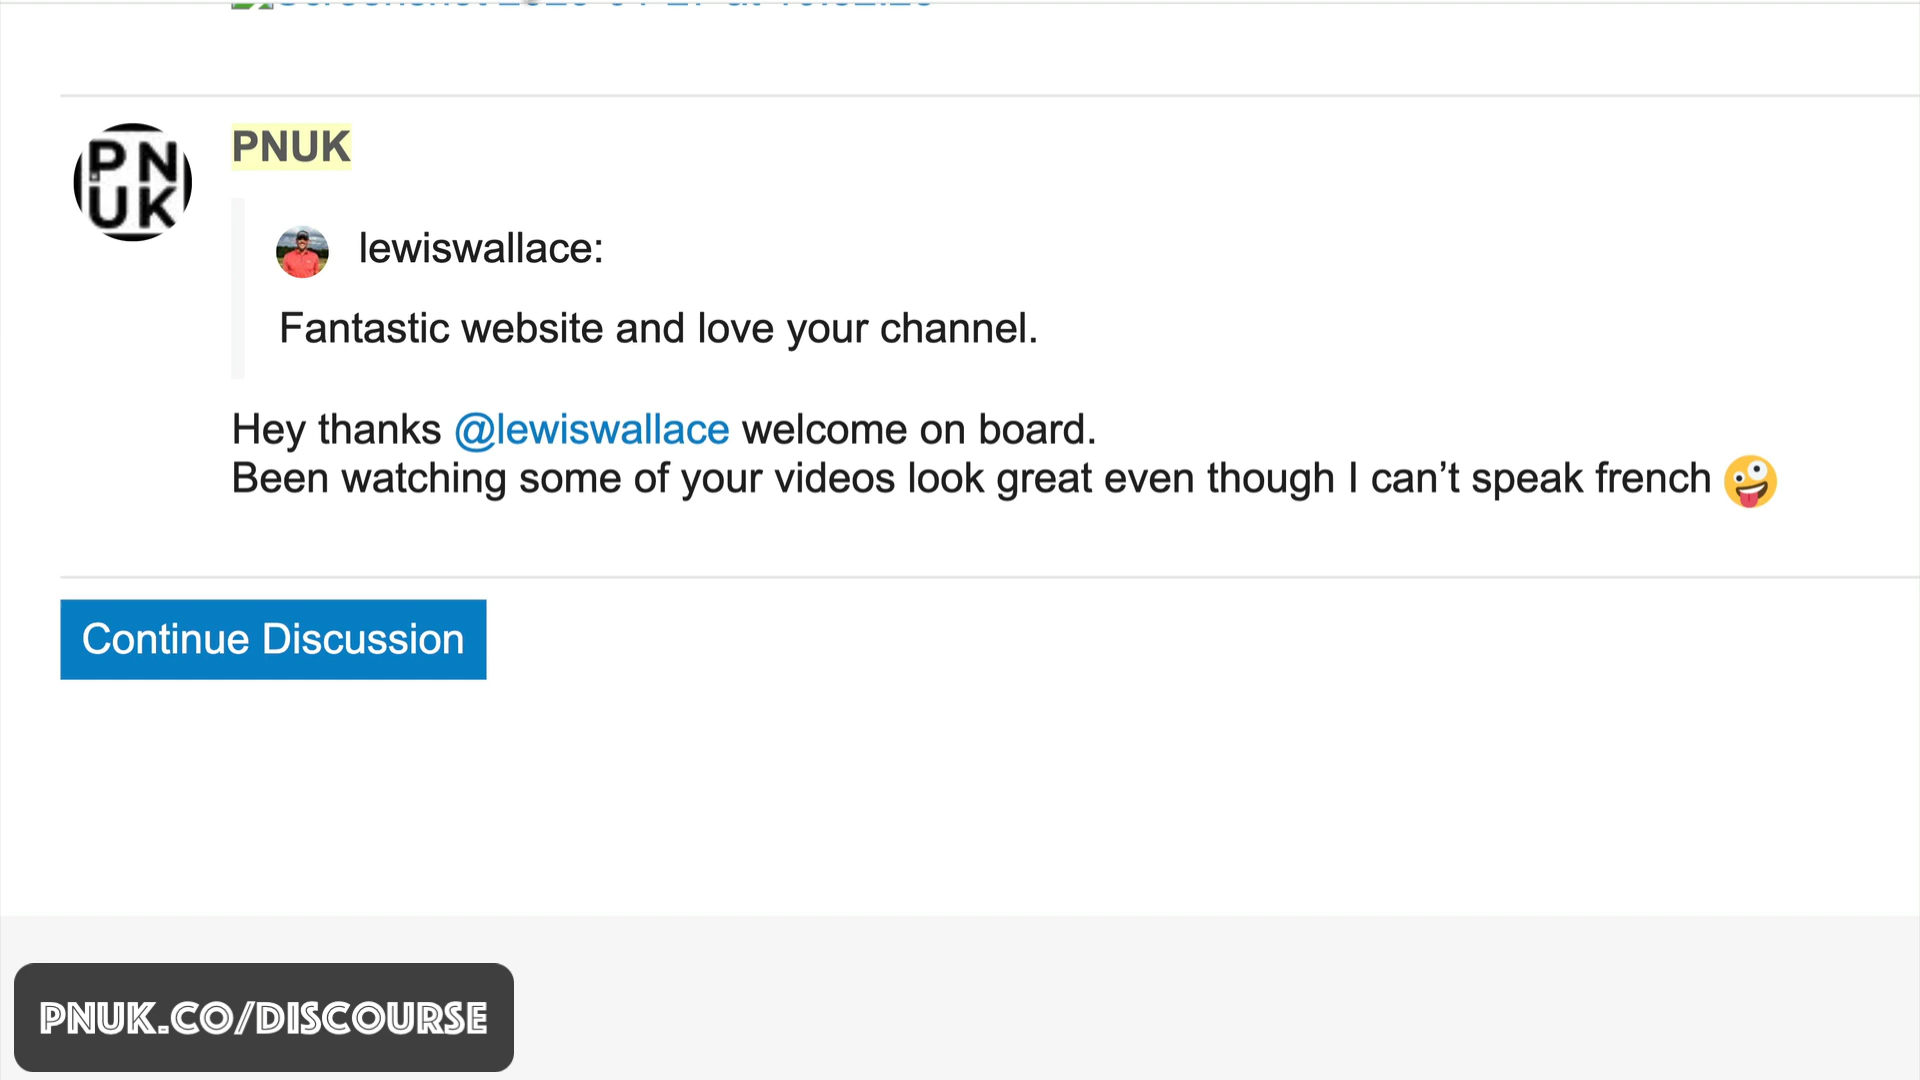 PN
UK
PNUK
lewiswallace:
Fantastic website and love your channel.
Hey thanks @lewiswallace welcome on board.
Been watching some of your videos look great even though I can’t speak french
Continue Discussion
PNUK.CO/DISCOURSE